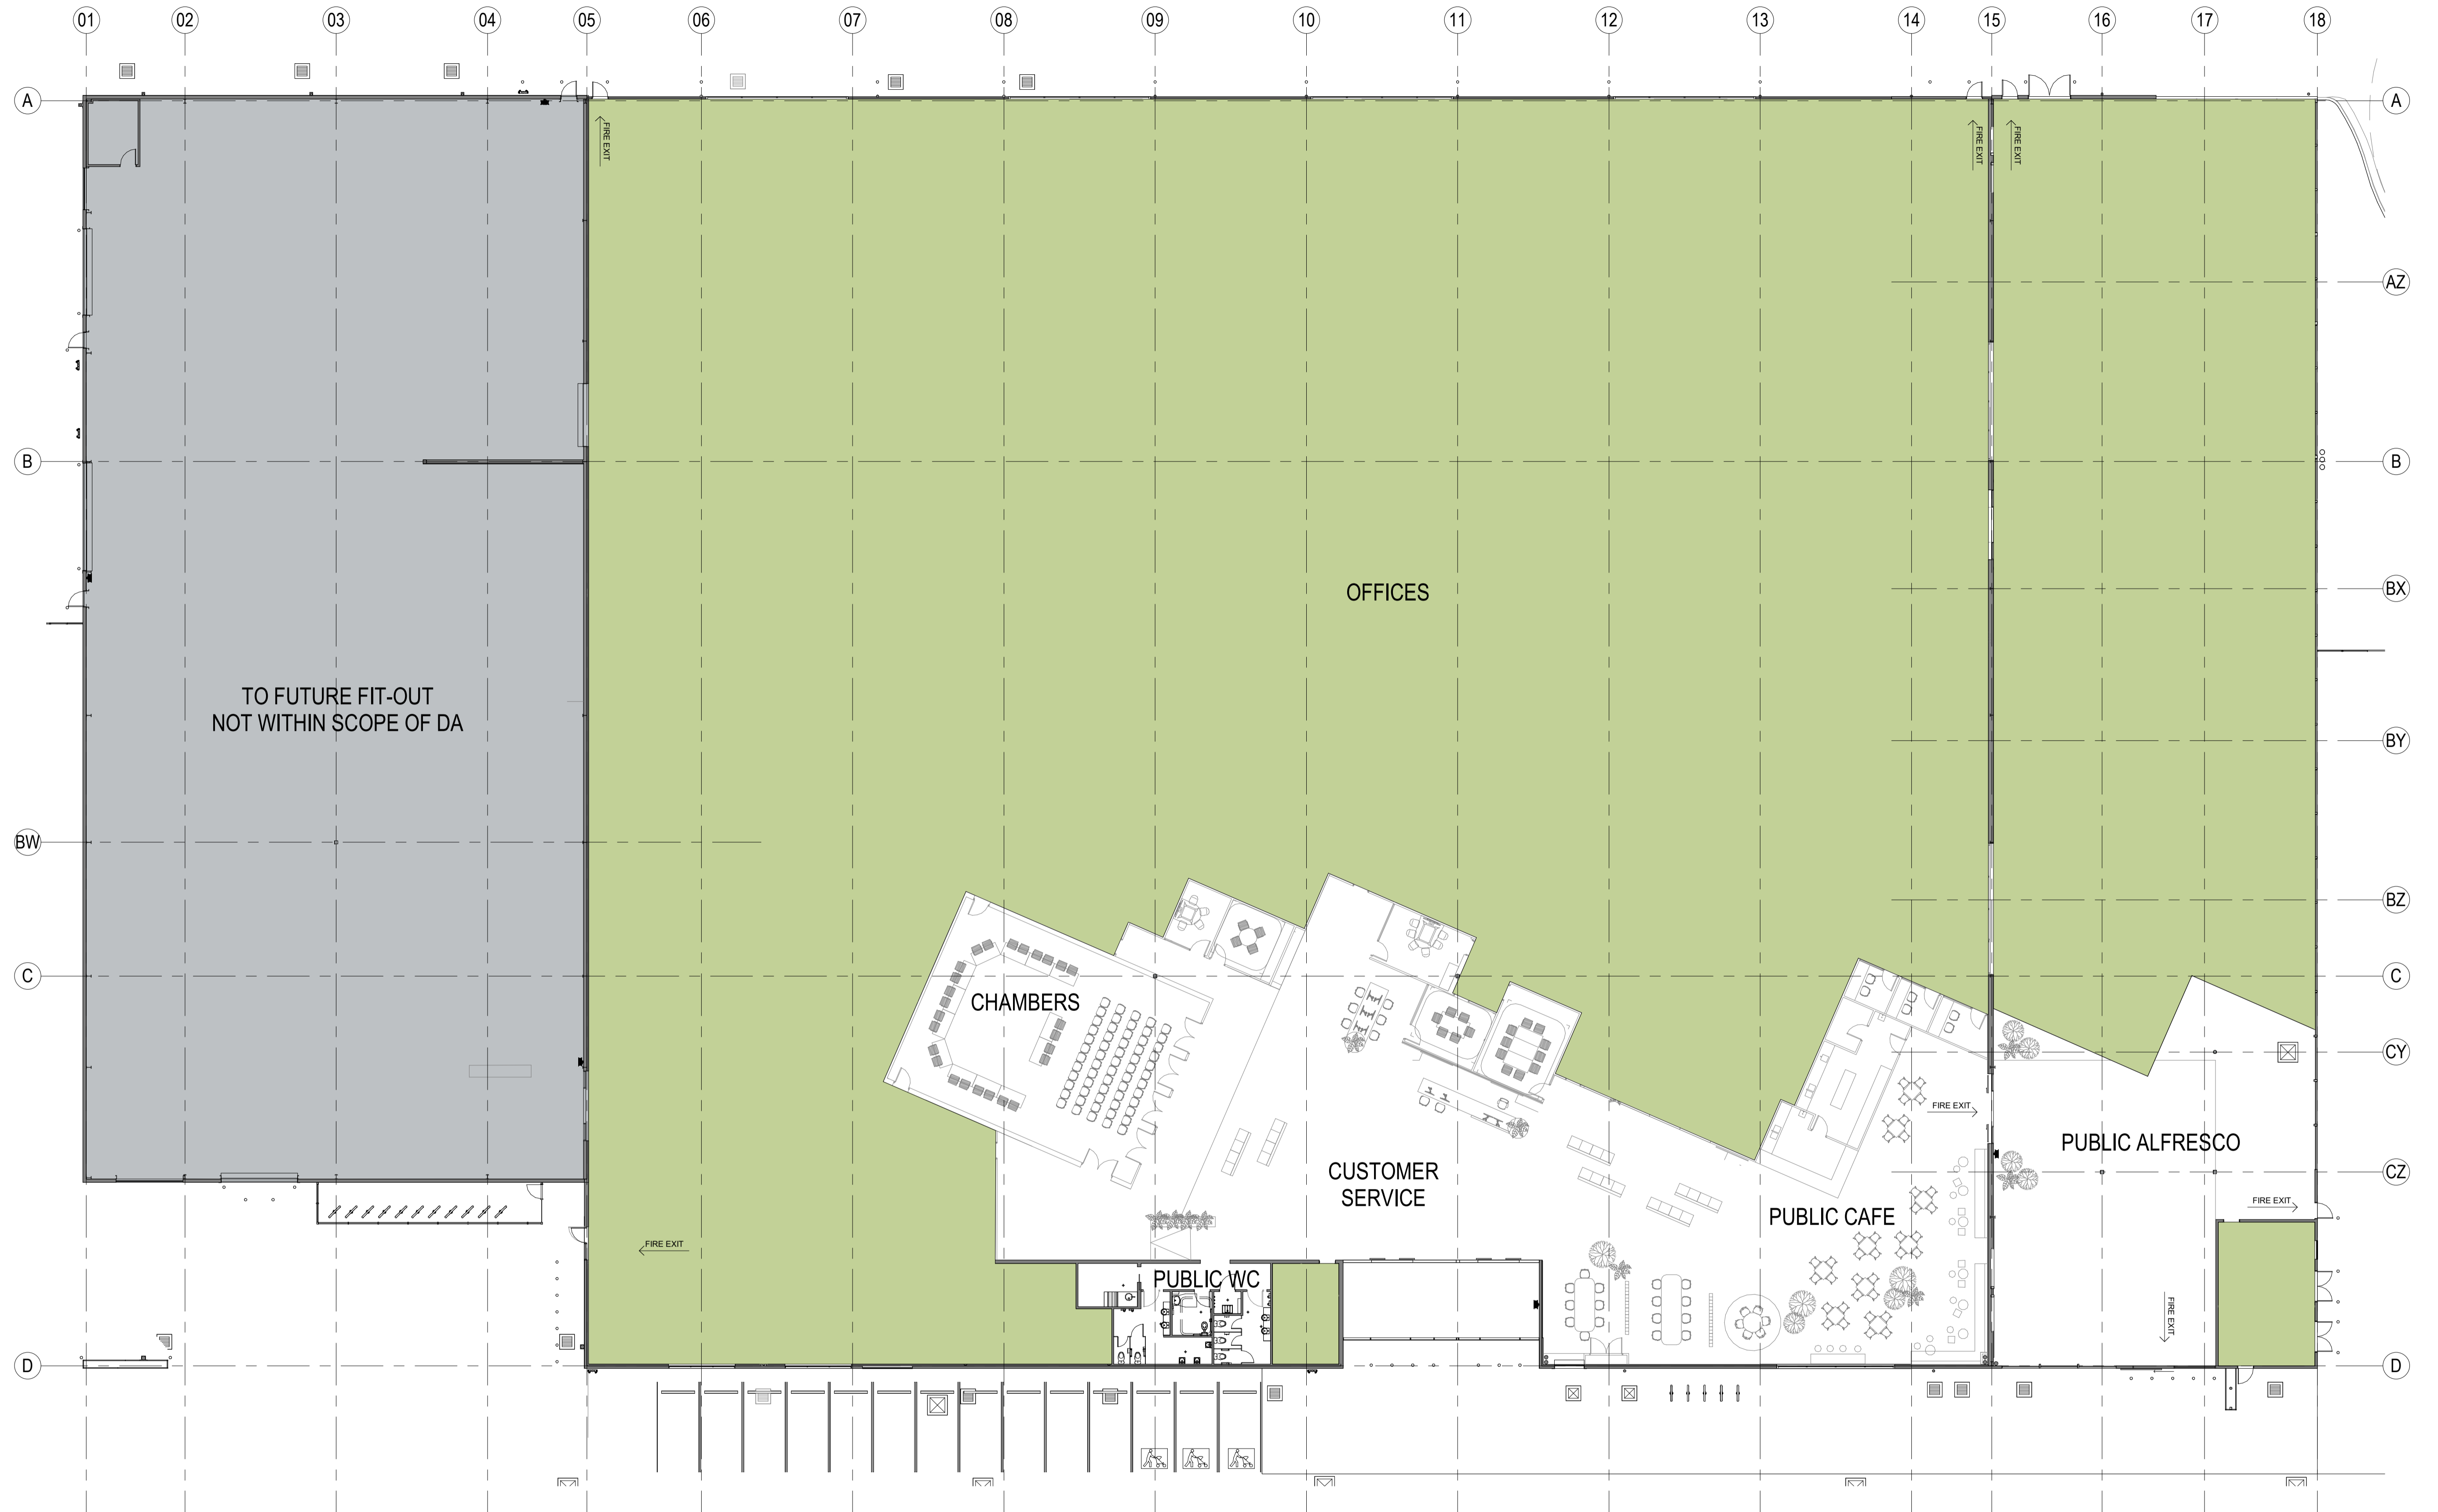 01 02 03 04 05 06 07 08 09 10 11 12 13 14 15 16 17 18
A A
FIRE EXIT
FIRE EXIT
FIRE EXIT
AZ
B B
OFFICES
BX
TO FUTURE FIT-OUT
NOT WITHIN SCOPE OF DA
BY
BW
BZ
C C
CHAMBERS
CY
FIRE EXIT
PUBLIC ALFRESCO
CUSTOMER
SERVICE
CZ
FIRE EXIT
PUBLIC CAFE
FIRE EXIT
PUBLIC WC
FIRE EXIT
D D